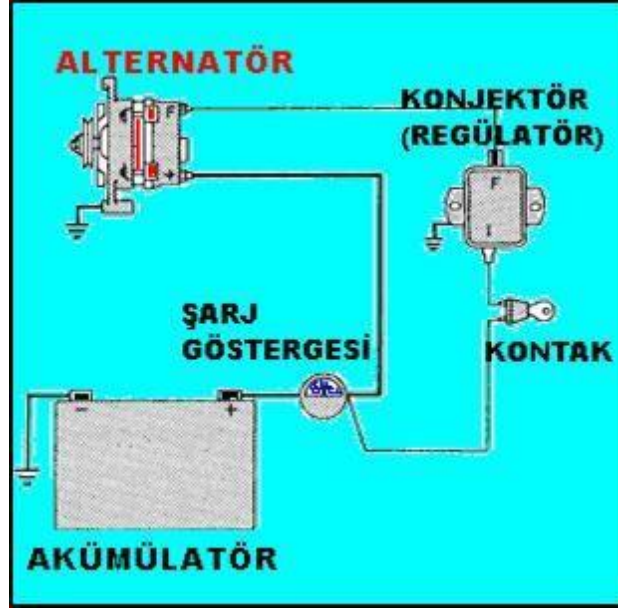 ALTERNATÖR
KONJEKTÖR
(REGÜLATÖR)
F
+
F
I
ŞARJ
GÖSTERGESİ
KONTAK
− +
AKÜMÜLATÖR